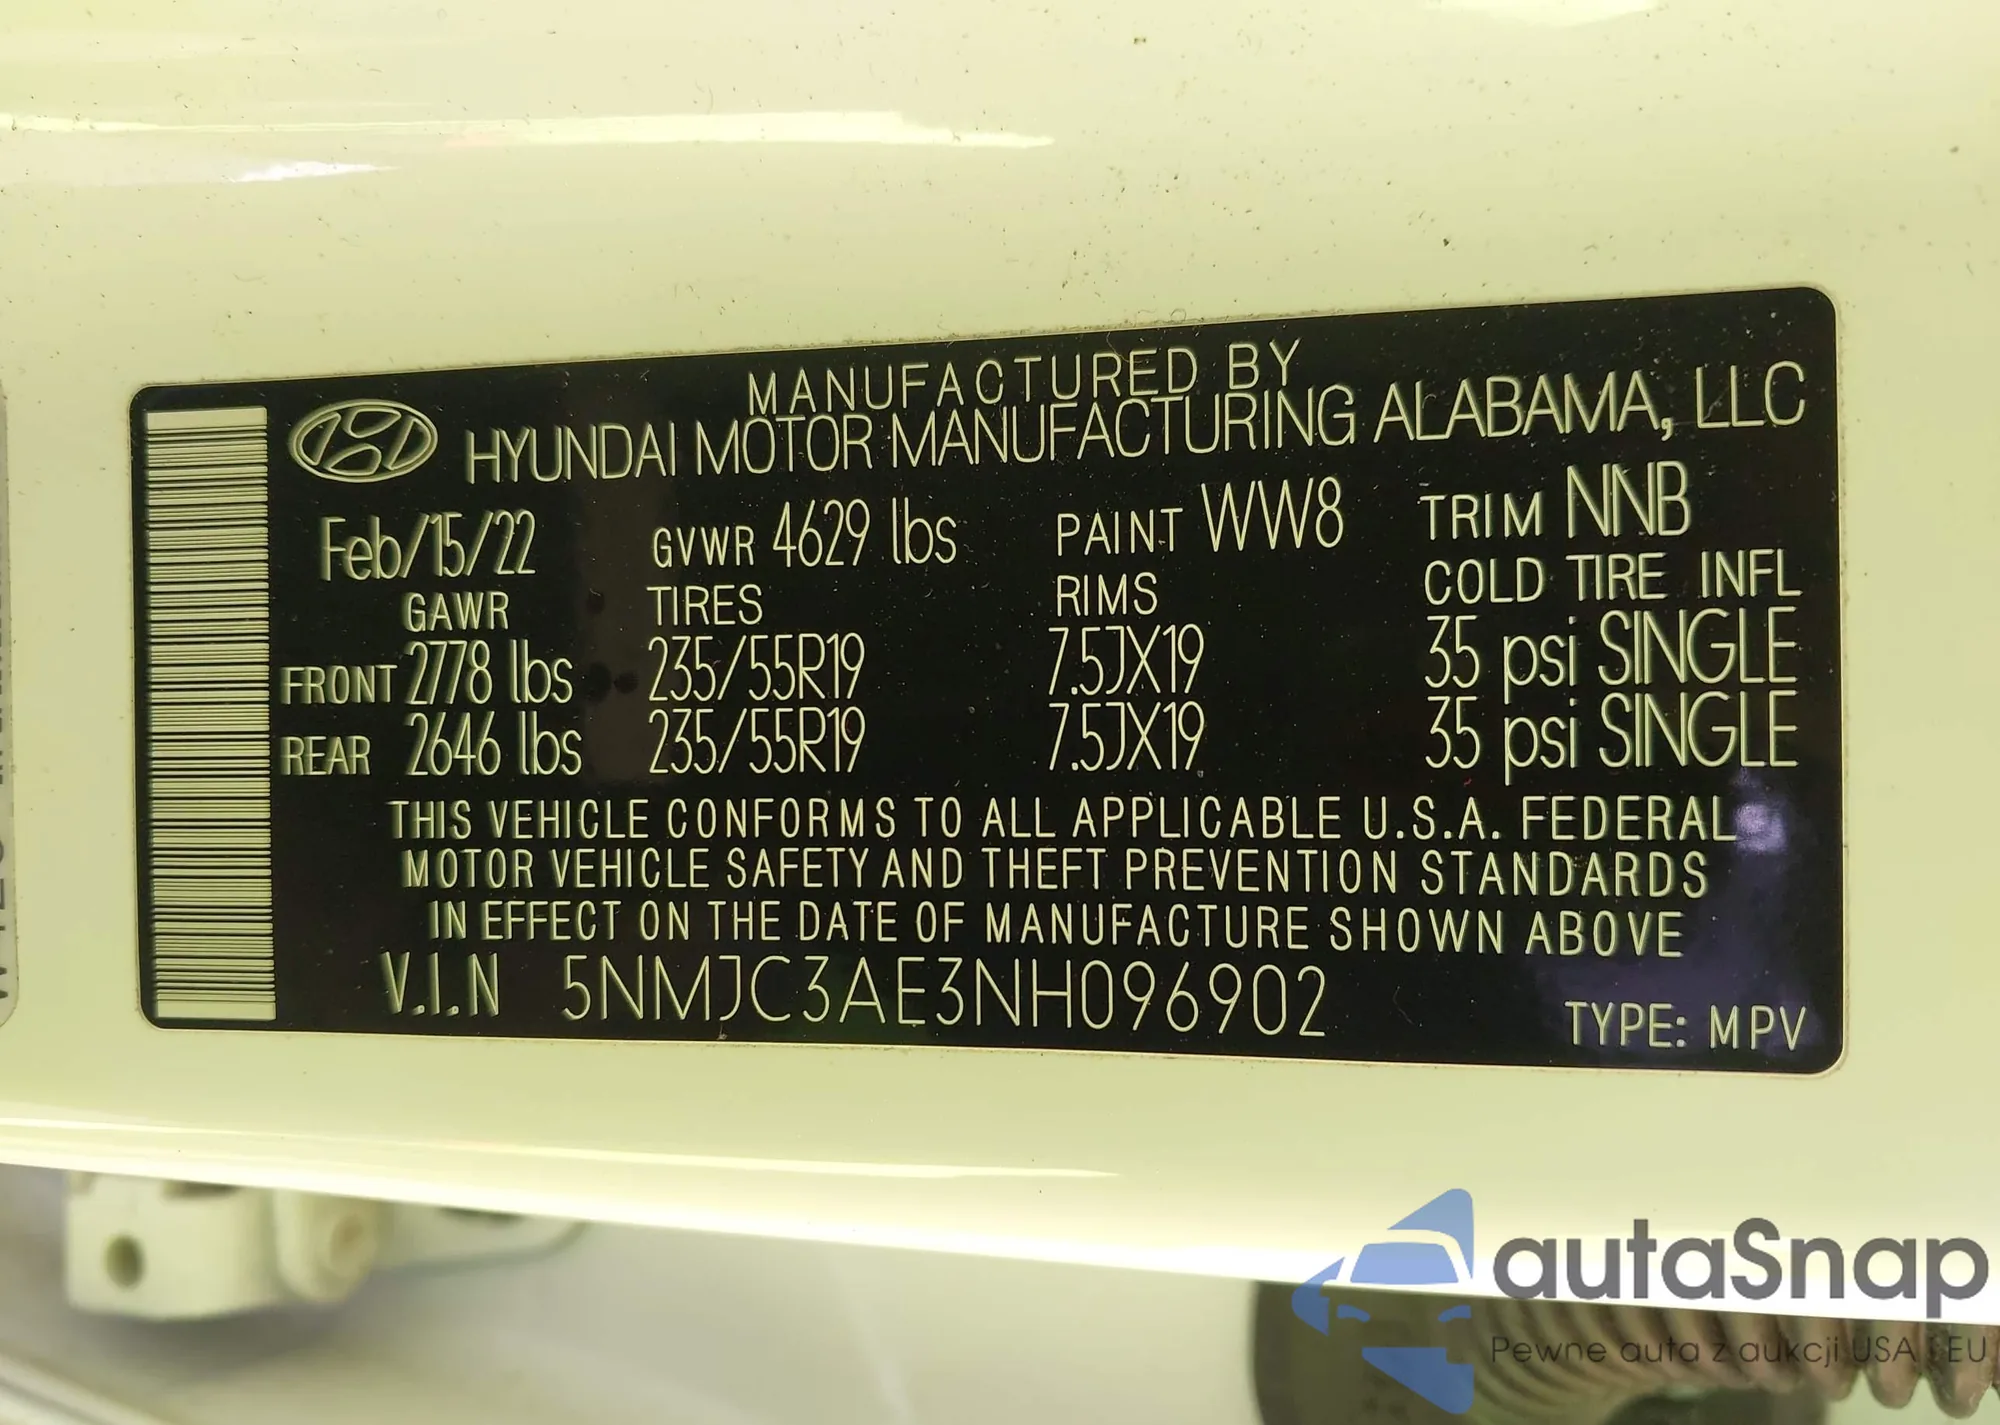 MANUFACTURED BY
HYUNDAI MOTOR MANUFACTURING ALABAMA, LLC
Feb/15/22 GVWR 4629 lbs PAINT WW8 TRIM NNB
GAWR TIRES RIMS COLD TIRE INFL
FRONT 2778 lbs 235/55R19 7.5JX19 35 psi SINGLE
REAR 2646 lbs 235/55R19 7.5JX19 35 psi SINGLE
THIS VEHICLE CONFORMS TO ALL APPLICABLE U.S.A. FEDERAL
MOTOR VEHICLE SAFETY AND THEFT PREVENTION STANDARDS
IN EFFECT ON THE DATE OF MANUFACTURE SHOWN ABOVE
V.I.N 5NMJC3AE3NH096902
TYPE: MPV
autaSnap
Pewne auta z aukcji USA i EU